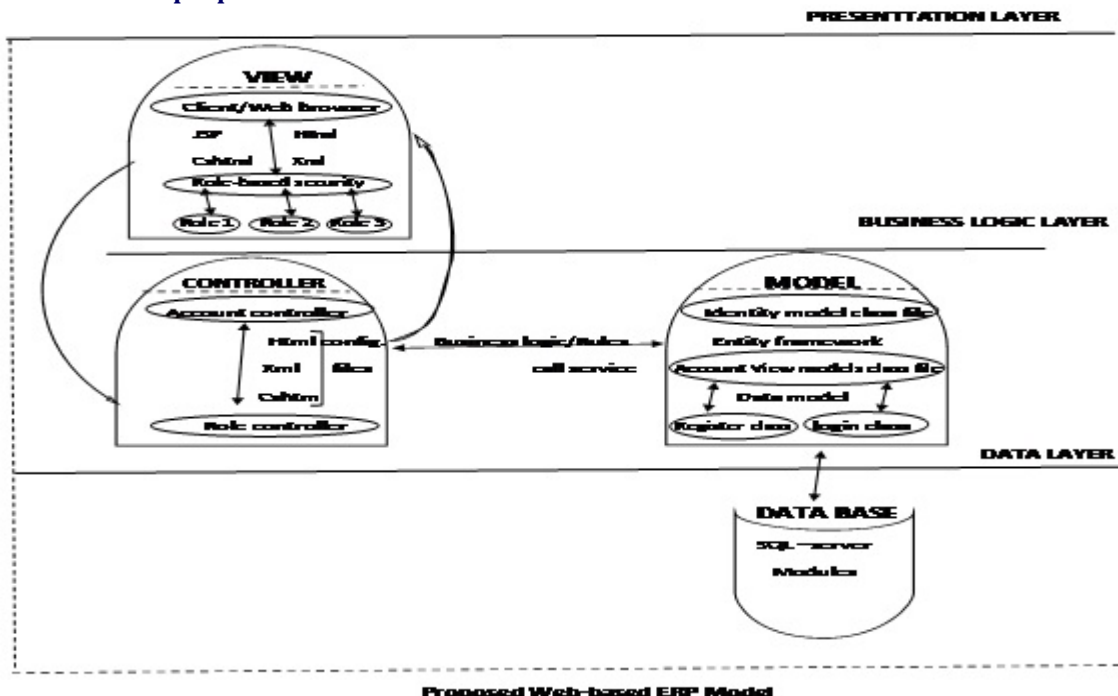 PRESENTTATION LAYER
VIEW
Client/Web browser
JSP Html
Cshtml Xml
Role-based security
Role 1 Role 2 Role 3
BUSINESS LOGIC LAYER
CONTROLLER
Account controller
Html config.
Xml files
Cshtm
Role controller
Business logic/Rules
call service
MODEL
Identity model class file
Entity framework
Account View models class file
Data model
Register class login class
DATA LAYER
DATA BASE
SQL-server
Modules
Proposed Web-based ERP Model